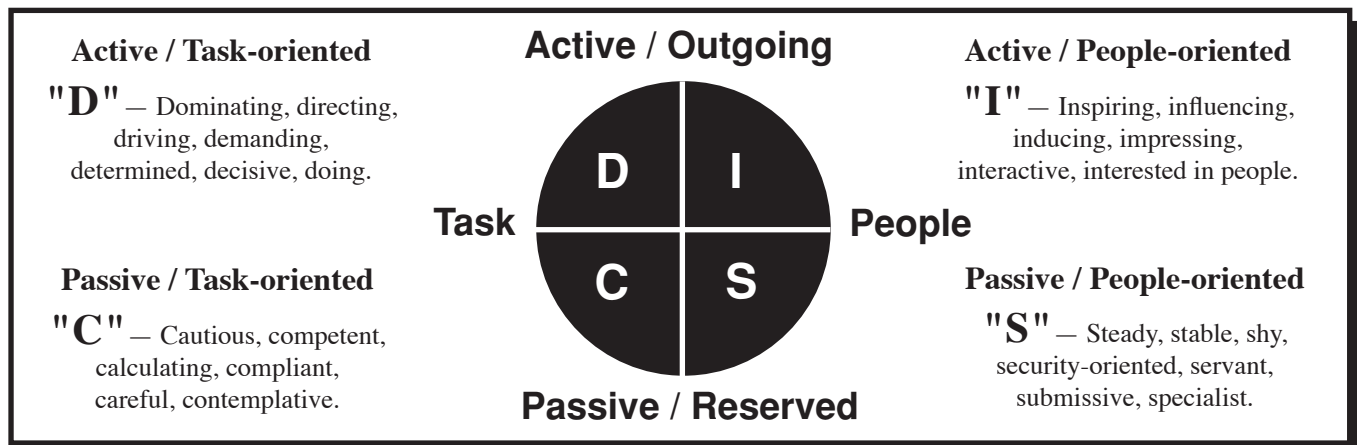 Active / Task-oriented
"D" — Dominating, directing,
driving, demanding,
determined, decisive, doing.
Active / Outgoing
Active / People-oriented
"I" — Inspiring, influencing,
inducing, impressing,
interactive, interested in people.
D I
Task
People
C S
Passive / Task-oriented
"C" — Cautious, competent,
calculating, compliant,
careful, contemplative.
Passive / Reserved
Passive / People-oriented
"S" — Steady, stable, shy,
security-oriented, servant,
submissive, specialist.